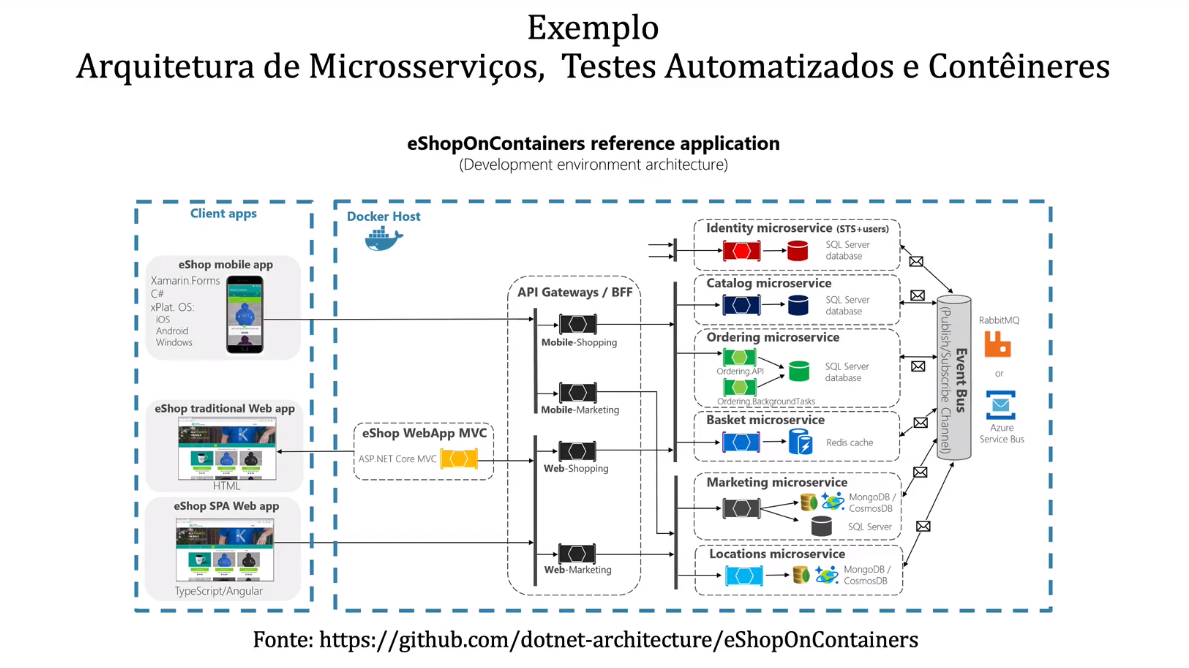 Exemplo
Arquitetura de Microsserviços, Testes Automatizados e Contêineres
eShopOnContainers reference application
(Development environment architecture)
Client apps
eShop mobile app
Xamarin.Forms
C#
xPlat. OS:
iOS
Android
Windows
eShop traditional Web app
HTML
eShop SPA Web app
TypeScript/Angular
Docker Host
eShop WebApp MVC
ASP.NET Core MVC
API Gateways / BFF
Mobile-Shopping
Mobile-Marketing
Web-Shopping
Web-Marketing
Identity microservice (STS+users)
SQL Server
database
Catalog microservice
SQL Server
database
Ordering microservice
Ordering.API
Ordering.BackgroundTasks
SQL Server
database
Basket microservice
Redis cache
Marketing microservice
MongoDB /
CosmosDB
SQL Server
Locations microservice
MongoDB /
CosmosDB
Event Bus
(Publish/Subscribe Channel)
RabbitMQ
or
Azure
Service Bus
Fonte: https://github.com/dotnet-architecture/eShopOnContainers